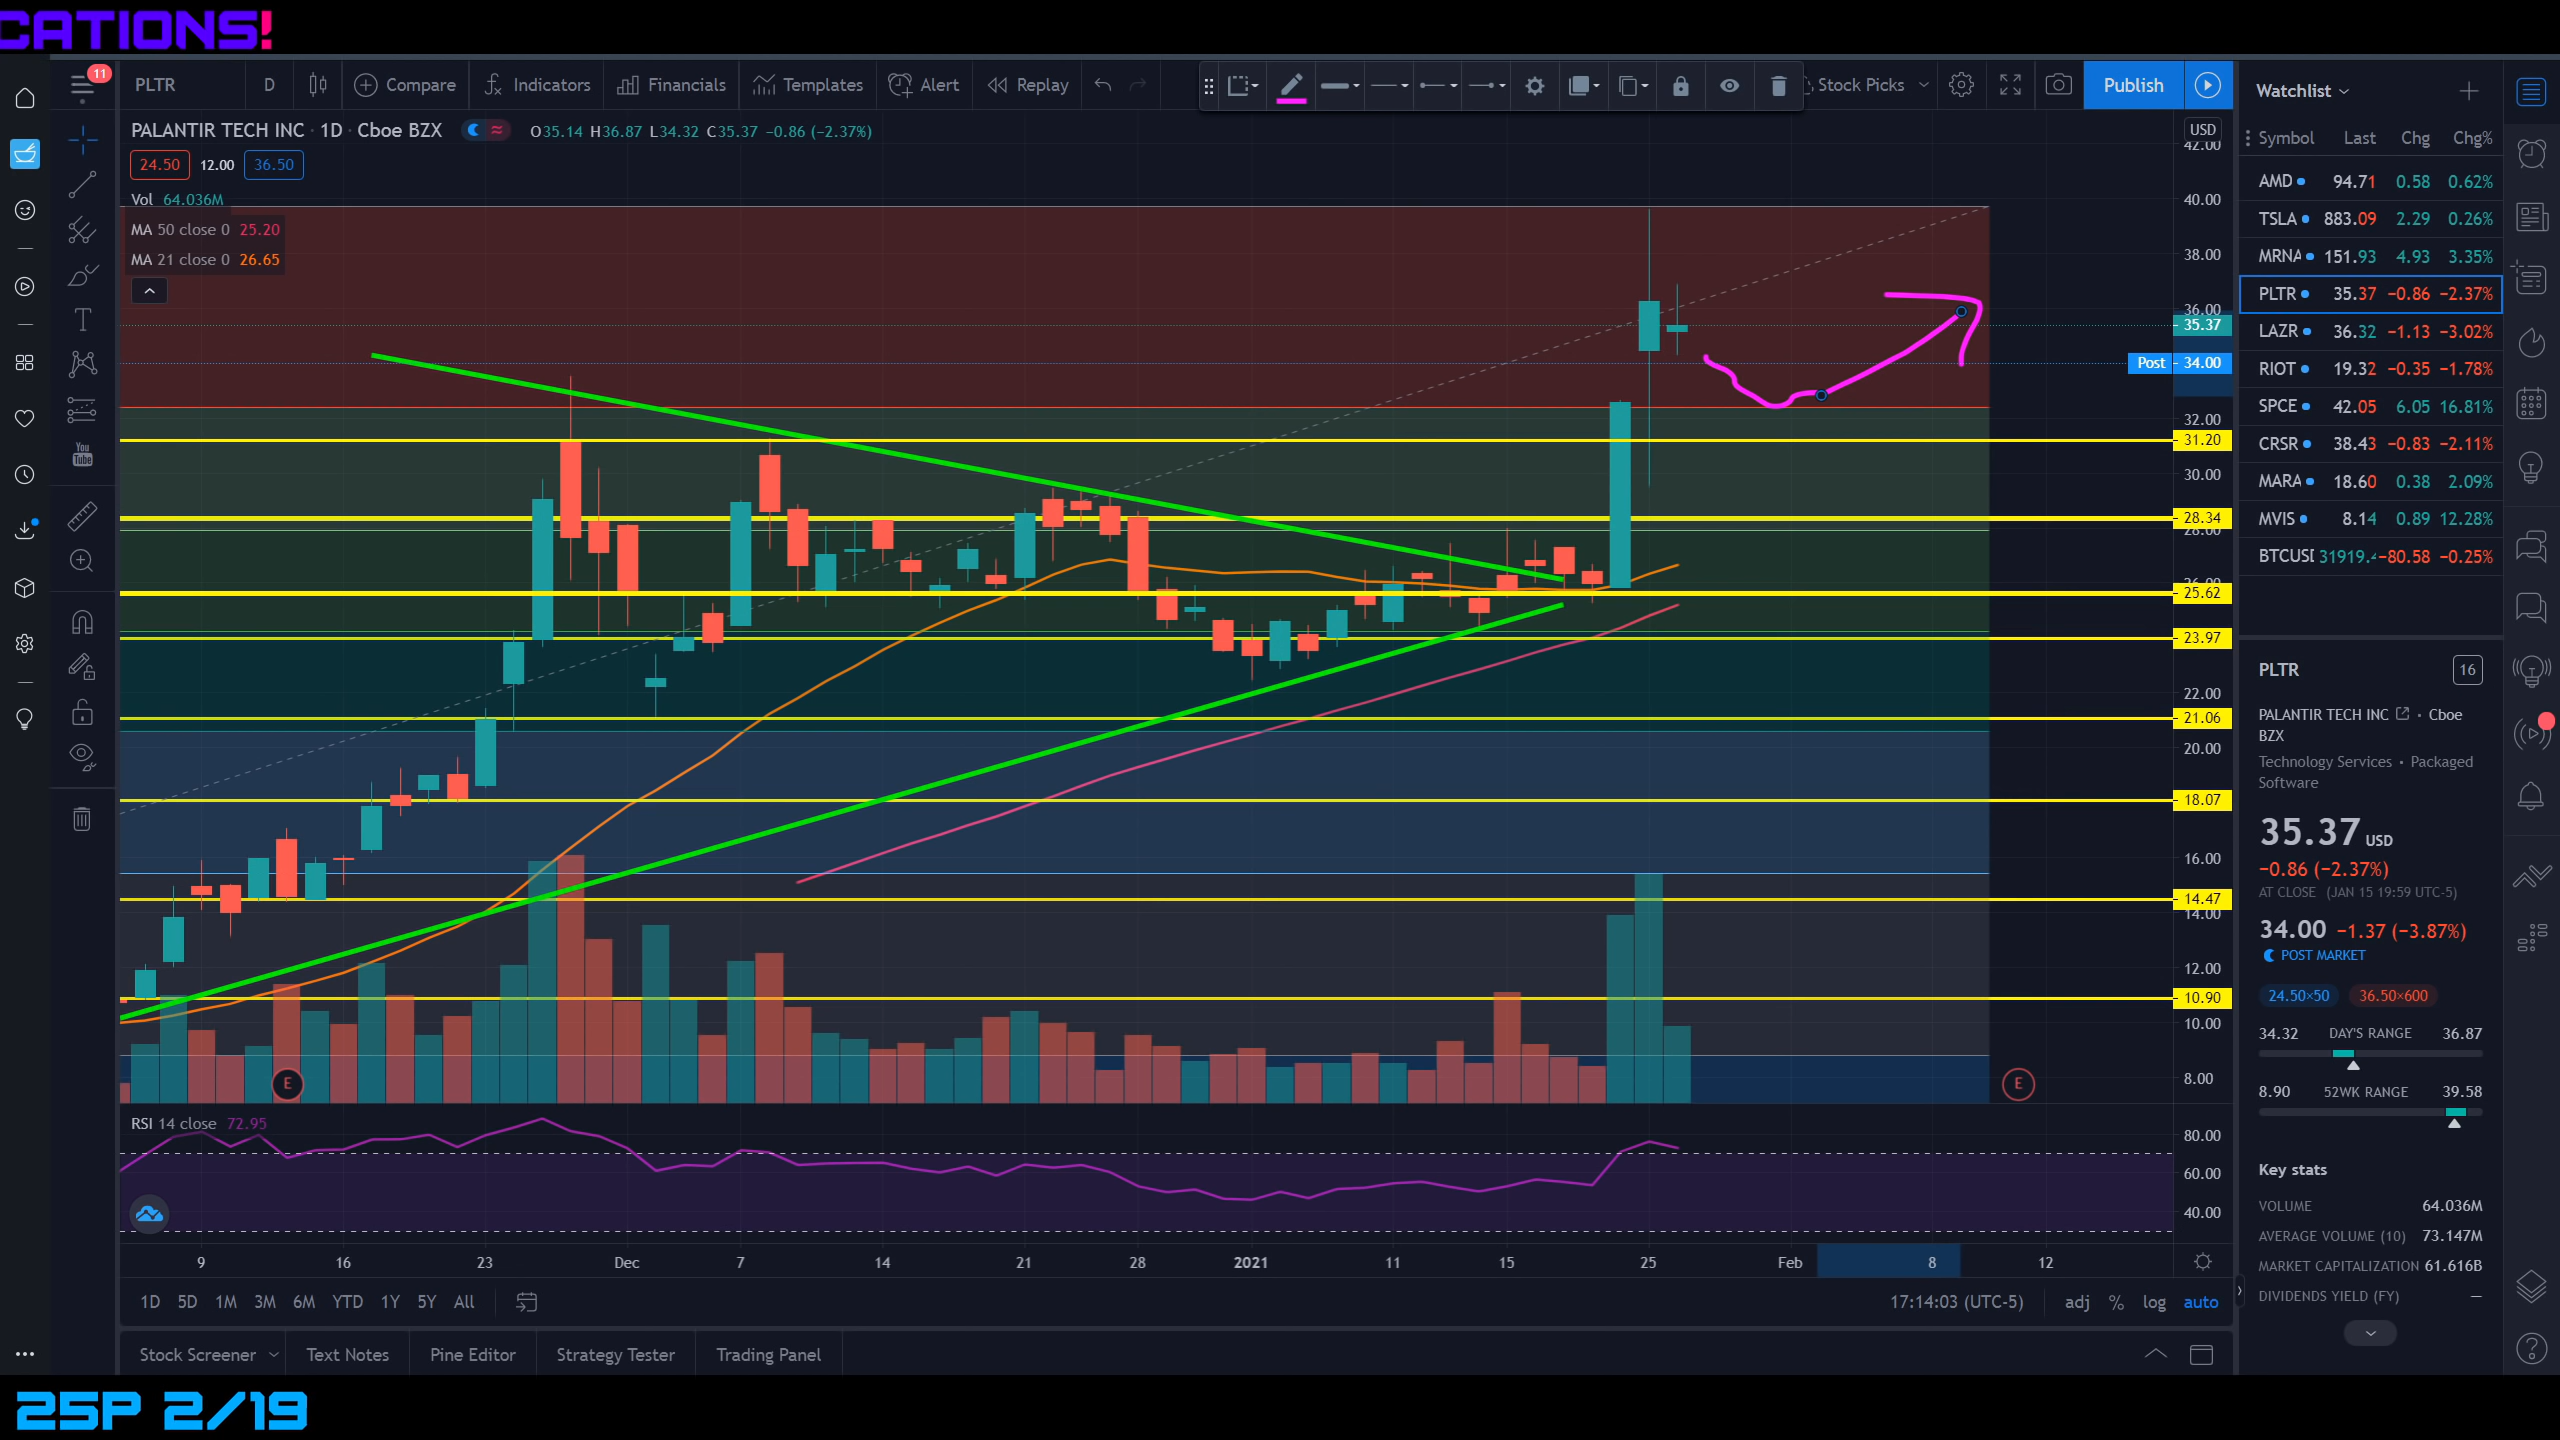 CATIONS!
11
PLTR D Compare Indicators Financials Templates Alert Replay Stock Picks Publish
PALANTIR TECH INC · 1D · Cboe BZX O35.14 H36.87 L34.32 C35.37 −0.86 (−2.37%)
24.50 12.00 36.50
Vol 64.036M
MA 50 close 0 25.20
MA 21 close 0 26.65
USD
42.00
40.00
38.00
36.00
35.37
Post 34.00
32.00
31.20
30.00
28.34
28.00
26.00
25.62
23.97
22.00
21.06
20.00
18.07
16.00
14.47
14.00
12.00
10.90
10.00
8.00
E E
RSI 14 close 72.95
80.00
60.00
40.00
9 16 23 Dec 7 14 21 28 2021 11 15 25 Feb 8 12
1D 5D 1M 3M 6M YTD 1Y 5Y All 17:14:03 (UTC-5) adj % log auto
Stock Screener Text Notes Pine Editor Strategy Tester Trading Panel
You
Tube
Watchlist
Symbol Last Chg Chg%
AMD 94.71 0.58 0.62%
TSLA 883.09 2.29 0.26%
MRNA 151.93 4.93 3.35%
PLTR 35.37 −0.86 −2.37%
LAZR 36.32 −1.13 −3.02%
RIOT 19.32 −0.35 −1.78%
SPCE 42.05 6.05 16.81%
CRSR 38.43 −0.83 −2.11%
MARA 18.60 0.38 2.09%
MVIS 8.14 0.89 12.28%
BTCUSI 31919.4 −80.58 −0.25%
PLTR 16
PALANTIR TECH INC · Cboe
BZX
Technology Services · Packaged
Software
35.37 USD
−0.86 (−2.37%)
AT CLOSE (JAN 15 19:59 UTC-5)
34.00 −1.37 (−3.87%)
POST MARKET
24.50×50 36.50×600
34.32 DAY'S RANGE 36.87
8.90 52WK RANGE 39.58
Key stats
VOLUME 64.036M
AVERAGE VOLUME (10) 73.147M
MARKET CAPITALIZATION 61.616B
DIVIDENDS YIELD (FY) —
25P 2/19